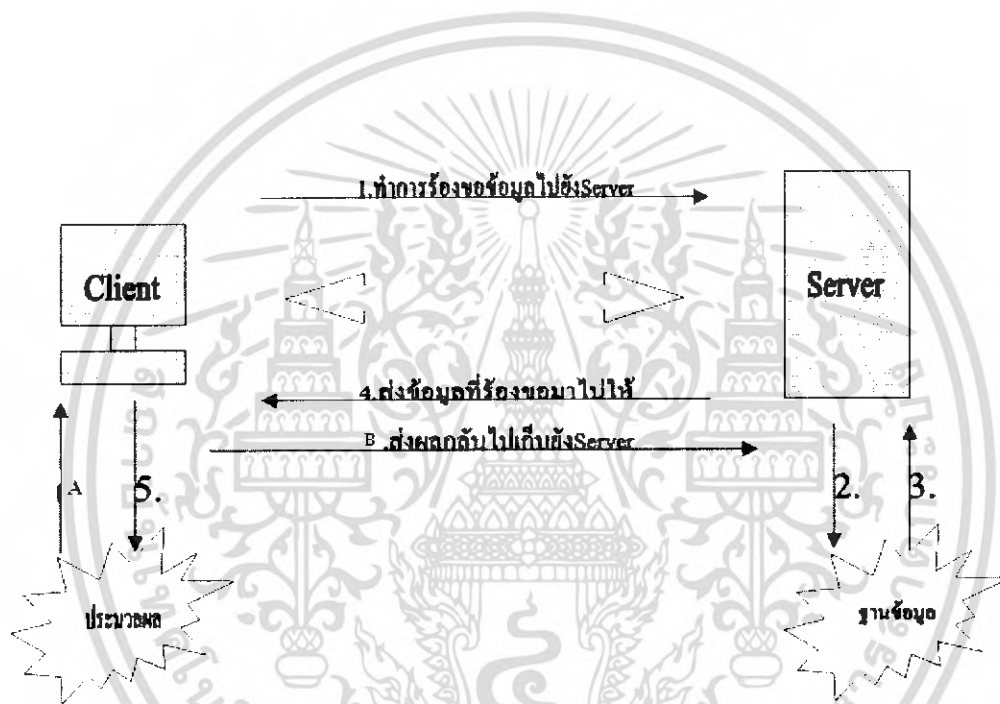 1.ทำการร้องขอข้อมูลไปยังServer
Client
Server
4.ส่งข้อมูลที่ร้องขอมาไปให้
B .ส่งผลกลับไปเก็บยังServer
A
5.
2.
3.
ประมวลผล
ฐานข้อมูล